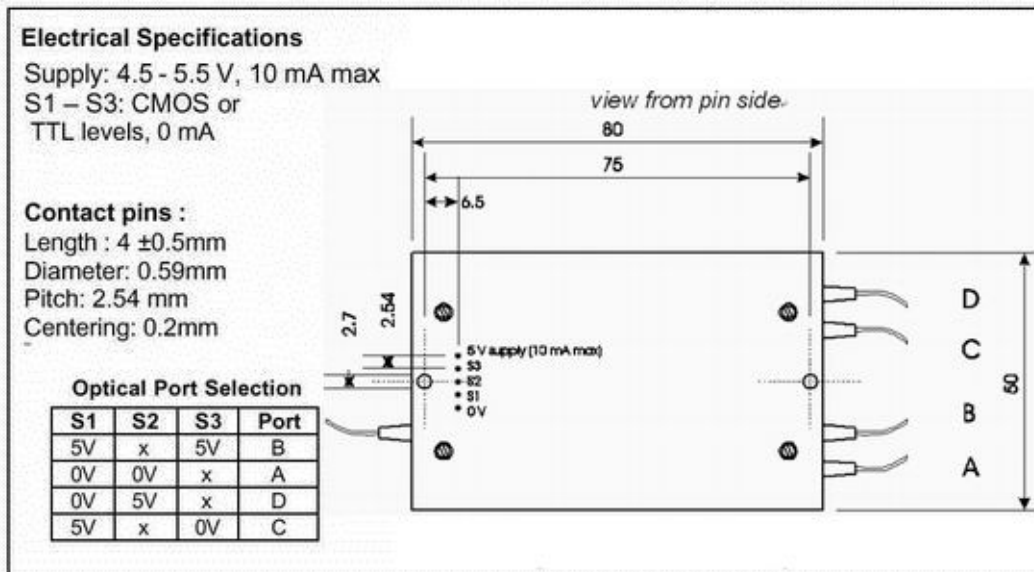 Electrical Specifications
Supply: 4.5 - 5.5 V, 10 mA max
S1 – S3: CMOS or
TTL levels, 0 mA
Contact pins :
Length : 4 ±0.5mm
Diameter: 0.59mm
Pitch: 2.54 mm
Centering: 0.2mm
Optical Port Selection
S1 S2 S3 Port
5V x 5V B
0V 0V x A
0V 5V x D
5V x 0V C
view from pin side
80
75
6.5
2.7
2.54
5 V supply (10 mA max)
S3
S2
S1
0 V
D
C
B
A
50